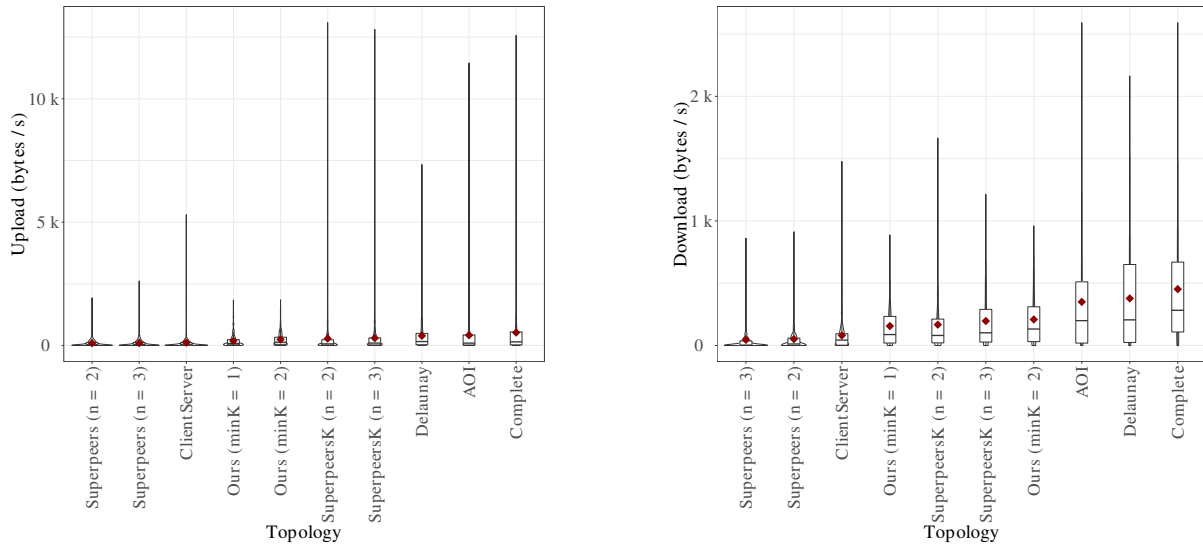 Upload (bytes / s)
10 k
5 k
0
Superpeers (n = 2)
Superpeers (n = 3)
ClientServer
Ours (minK = 1)
Ours (minK = 2)
SuperpeersK (n = 2)
SuperpeersK (n = 3)
Delaunay
AOI
Complete
Topology
Download (bytes / s)
2 k
1 k
0
Superpeers (n = 3)
Superpeers (n = 2)
ClientServer
Ours (minK = 1)
SuperpeersK (n = 2)
SuperpeersK (n = 3)
Ours (minK = 2)
AOI
Delaunay
Complete
Topology